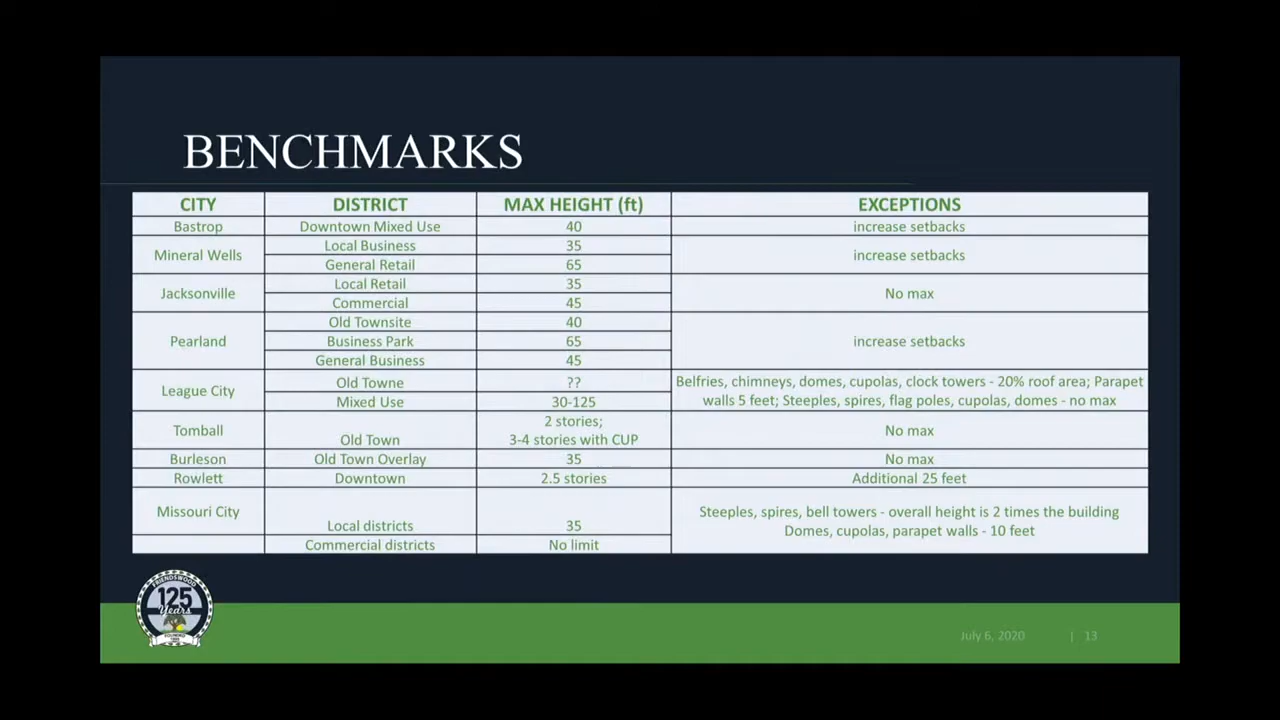 BENCHMARKS
CITY DISTRICT MAX HEIGHT (ft) EXCEPTIONS
Bastrop Downtown Mixed Use 40 increase setbacks
Mineral Wells Local Business 35 increase setbacks
General Retail 65
Jacksonville Local Retail 35 No max
Commercial 45
Pearland Old Townsite 40 increase setbacks
Business Park 65
General Business 45
League City Old Towne ?? Belfries, chimneys, domes, cupolas, clock towers - 20% roof area; Parapet
Mixed Use 30-125 walls 5 feet; Steeples, spires, flag poles, cupolas, domes - no max
Tomball Old Town 2 stories; No max
3-4 stories with CUP
Burleson Old Town Overlay 35 No max
Rowlett Downtown 2.5 stories Additional 25 feet
Missouri City Local districts 35 Steeples, spires, bell towers - overall height is 2 times the building
Commercial districts No limit Domes, cupolas, parapet walls - 10 feet
FRIENDSWOOD
125
Years
FOUNDED
1895
July 6, 2020 | 13